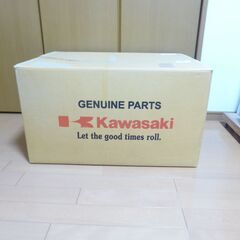 GENUINE PARTS
Kawasaki
Let the good times roll.